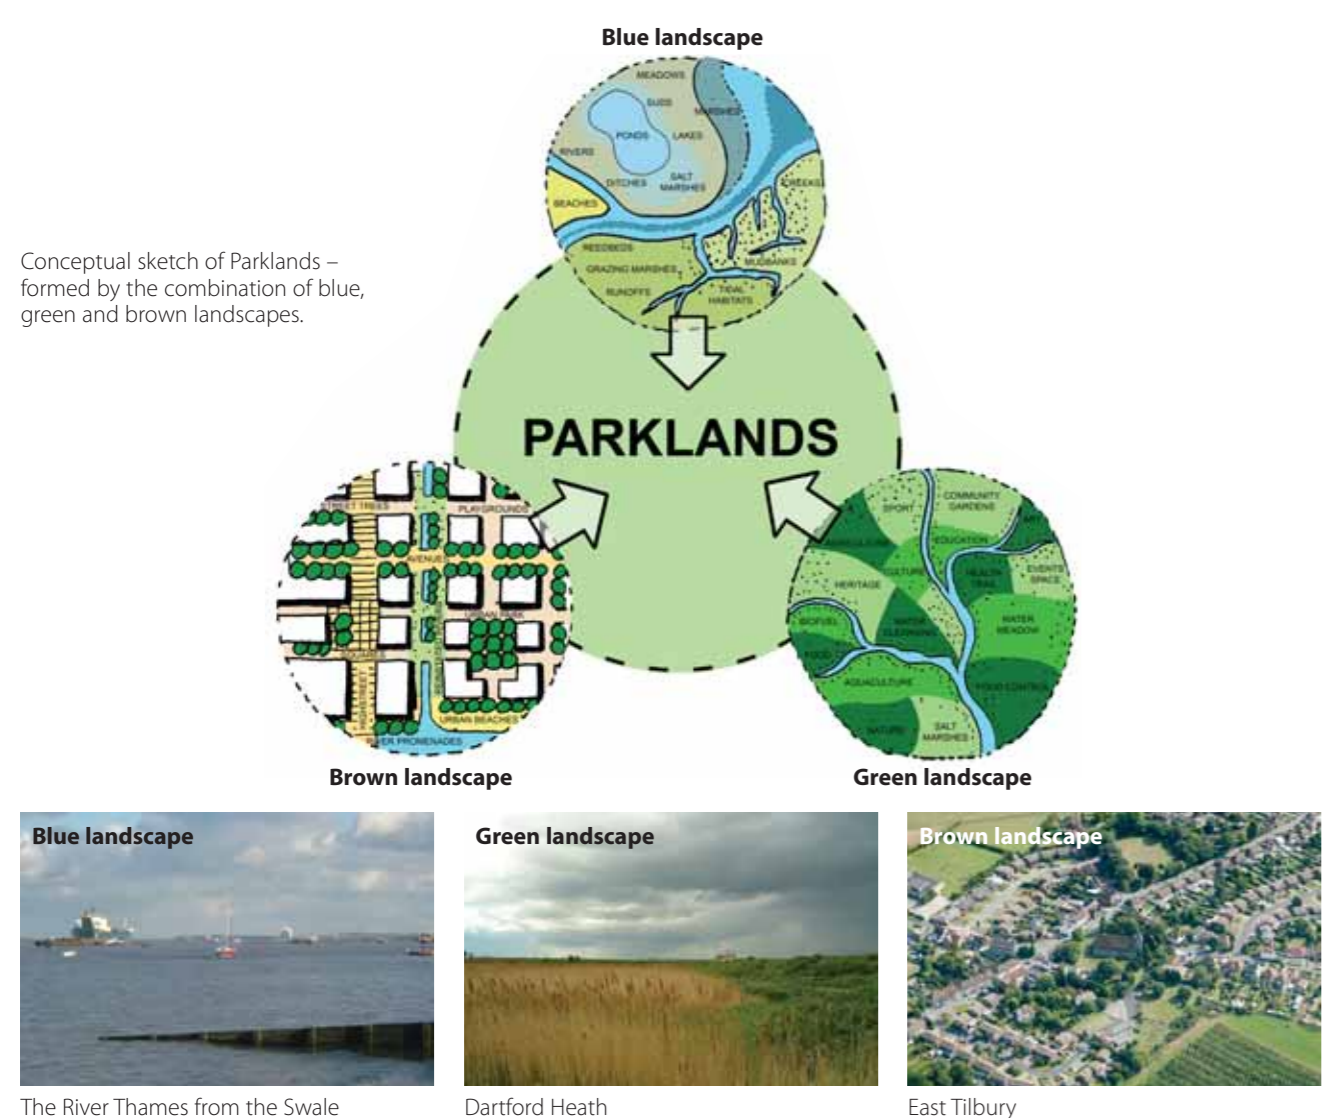 Blue landscape
MEADOWS
SUDS
MARSHES
PONDS
LAKES
RIVERS
DITCHES
SALT
MARSHES
CREEKS
BEACHES
REEDBEDS
GRAZING MARSHES
MUDBANKS
RUNOFFS
TIDAL
HABITATS
Conceptual sketch of Parklands –
formed by the combination of blue,
green and brown landscapes.
PARKLANDS
STREET TREES
PLAYGROUNDS
AVENUES
URBAN PARK
SQUARES
HIGHSTREET
URBAN BEACHES
RIVER PROMENADES
Brown landscape
SPORT
COMMUNITY
GARDENS
ART
EDUCATION
CULTURE
HEALTH
EVENTS
SPACE
HERITAGE
BIOFUEL
WATER
CLEANSING
WATER
MEADOW
FOOD
AQUACULTURE
NATURE
SALT
MARSHES
Green landscape
Blue landscape
Green landscape
Brown landscape
The River Thames from the Swale
Dartford Heath
East Tilbury